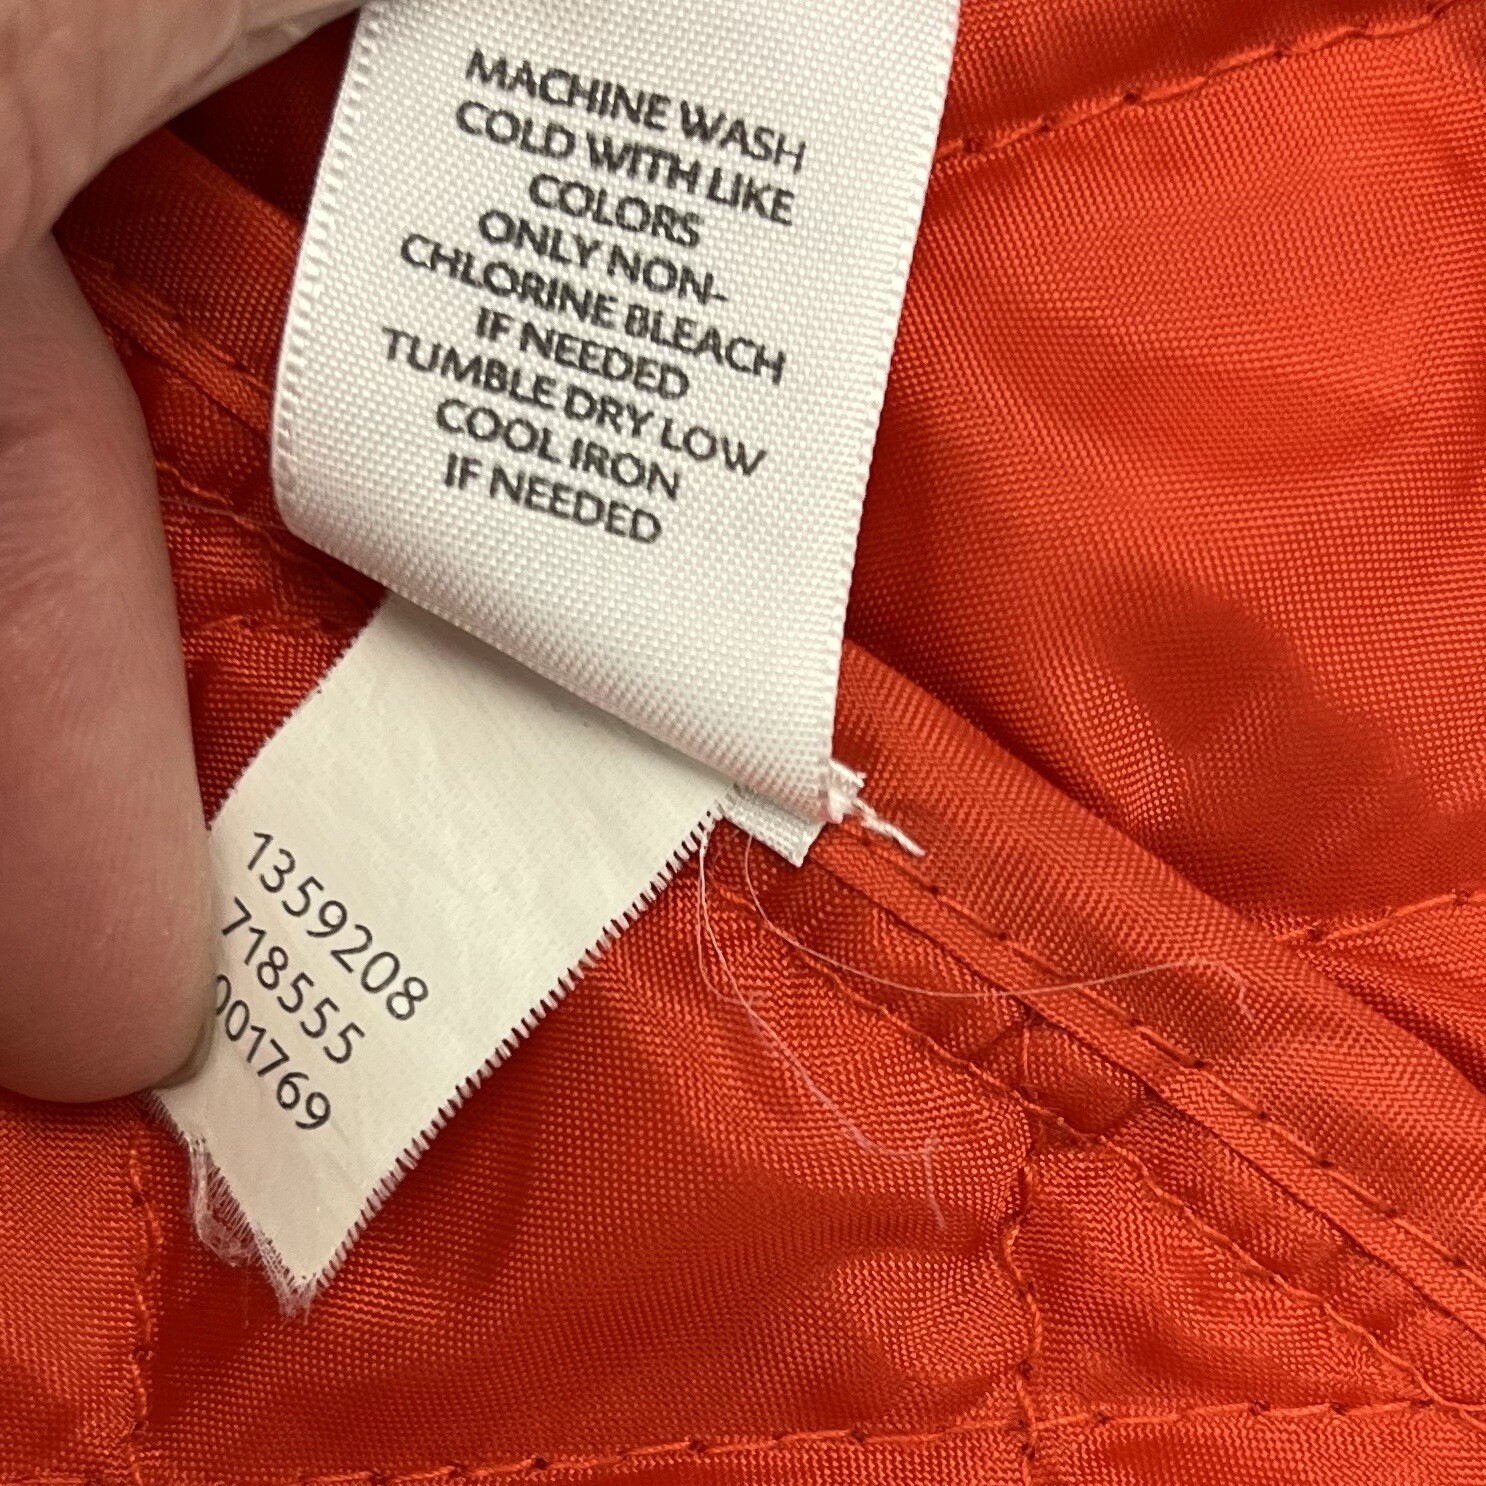 MACHINE WASH
COLD WITH LIKE
COLORS
ONLY NON-
CHLORINE BLEACH
IF NEEDED
TUMBLE DRY LOW
COOL IRON
IF NEEDED
1359208
718555
001769